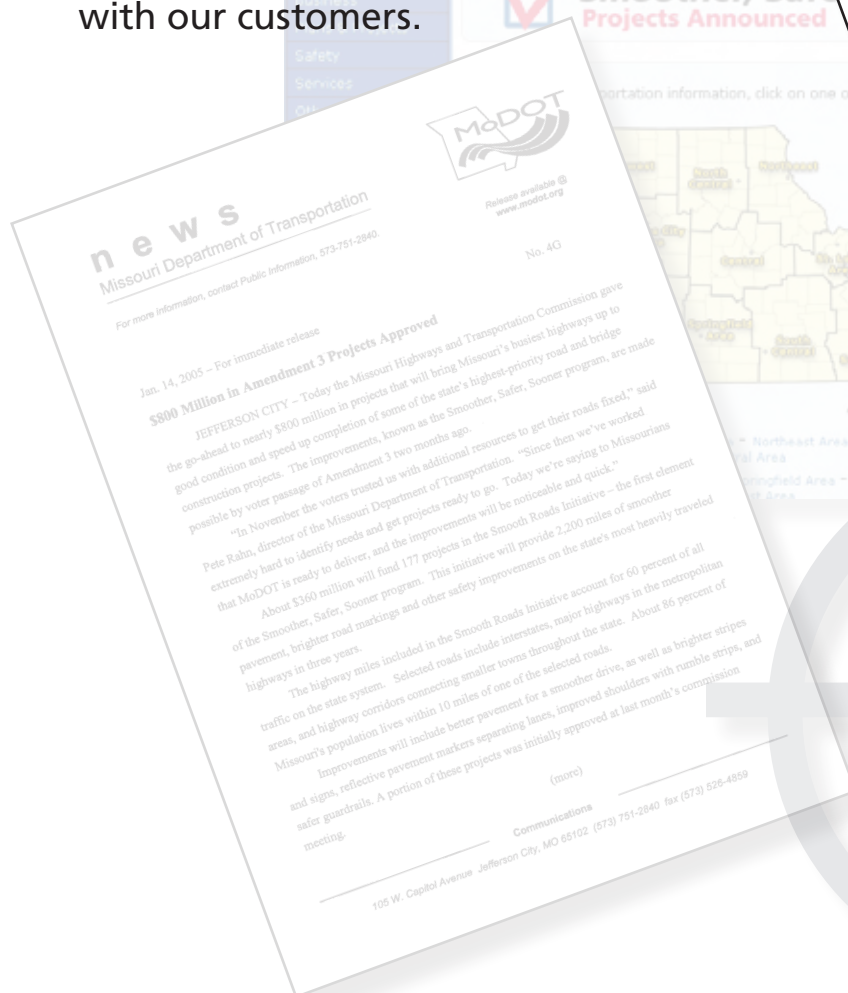 with our customers.
Business
Safety
Services
Projects Announced
portation information, click on one o
North Central
Northeast
Central
Springfield Area
South Central
Northeast Area
al Area
ringfield Area
t Area
MoDOT
Release available @
www.modot.org
news
Missouri Department of Transportation
For more information, contact Public Information, 573-751-2840.
No. 4G
Jan. 14, 2005 – For immediate release
$800 Million in Amendment 3 Projects Approved
JEFFERSON CITY – Today the Missouri Highways and Transportation Commission gave
the go-ahead to nearly $800 million in projects that will bring Missouri's busiest highways up to
good condition and speed up completion of some of the state's highest-priority road and bridge
construction projects. The improvements, known as the Smoother, Safer, Sooner program, are made
possible by voter passage of Amendment 3 two months ago.
"In November the voters trusted us with additional resources to get their roads fixed," said
Pete Rahn, director of the Missouri Department of Transportation. "Since then we've worked
extremely hard to identify needs and get projects ready to go. Today we're saying to Missourians
that MoDOT is ready to deliver, and the improvements will be noticeable and quick."
About $360 million will fund 177 projects in the Smooth Roads Initiative – the first element
of the Smoother, Safer, Sooner program. This initiative will provide 2,200 miles of smoother
pavement, brighter road markings and other safety improvements on the state's most heavily traveled
highways in three years.
The highway miles included in the Smooth Roads Initiative account for 60 percent of all
traffic on the state system. Selected roads include interstates, major highways in the metropolitan
areas, and highway corridors connecting smaller towns throughout the state. About 86 percent of
Missouri's population lives within 10 miles of one of the selected roads.
Improvements will include better pavement for a smoother drive, as well as brighter stripes
and signs, reflective pavement markers separating lanes, improved shoulders with rumble strips, and
safer guardrails. A portion of these projects was initially approved at last month's commission
meeting.
(more)
Communications
105 W. Capitol Avenue Jefferson City, MO 65102 (573) 751-2840 fax (573) 526-4859